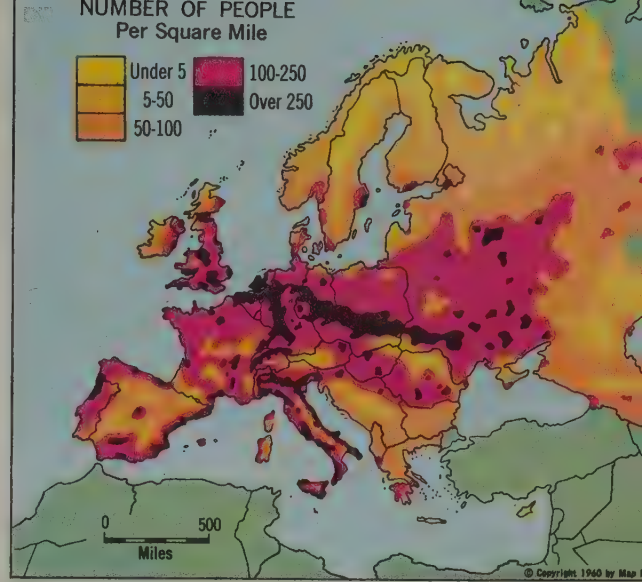 NUMBER OF PEOPLE
Per Square Mile
Under 5
5-50
50-100
100-250
Over 250
0 500
Miles
© Copyright 1960 by Map